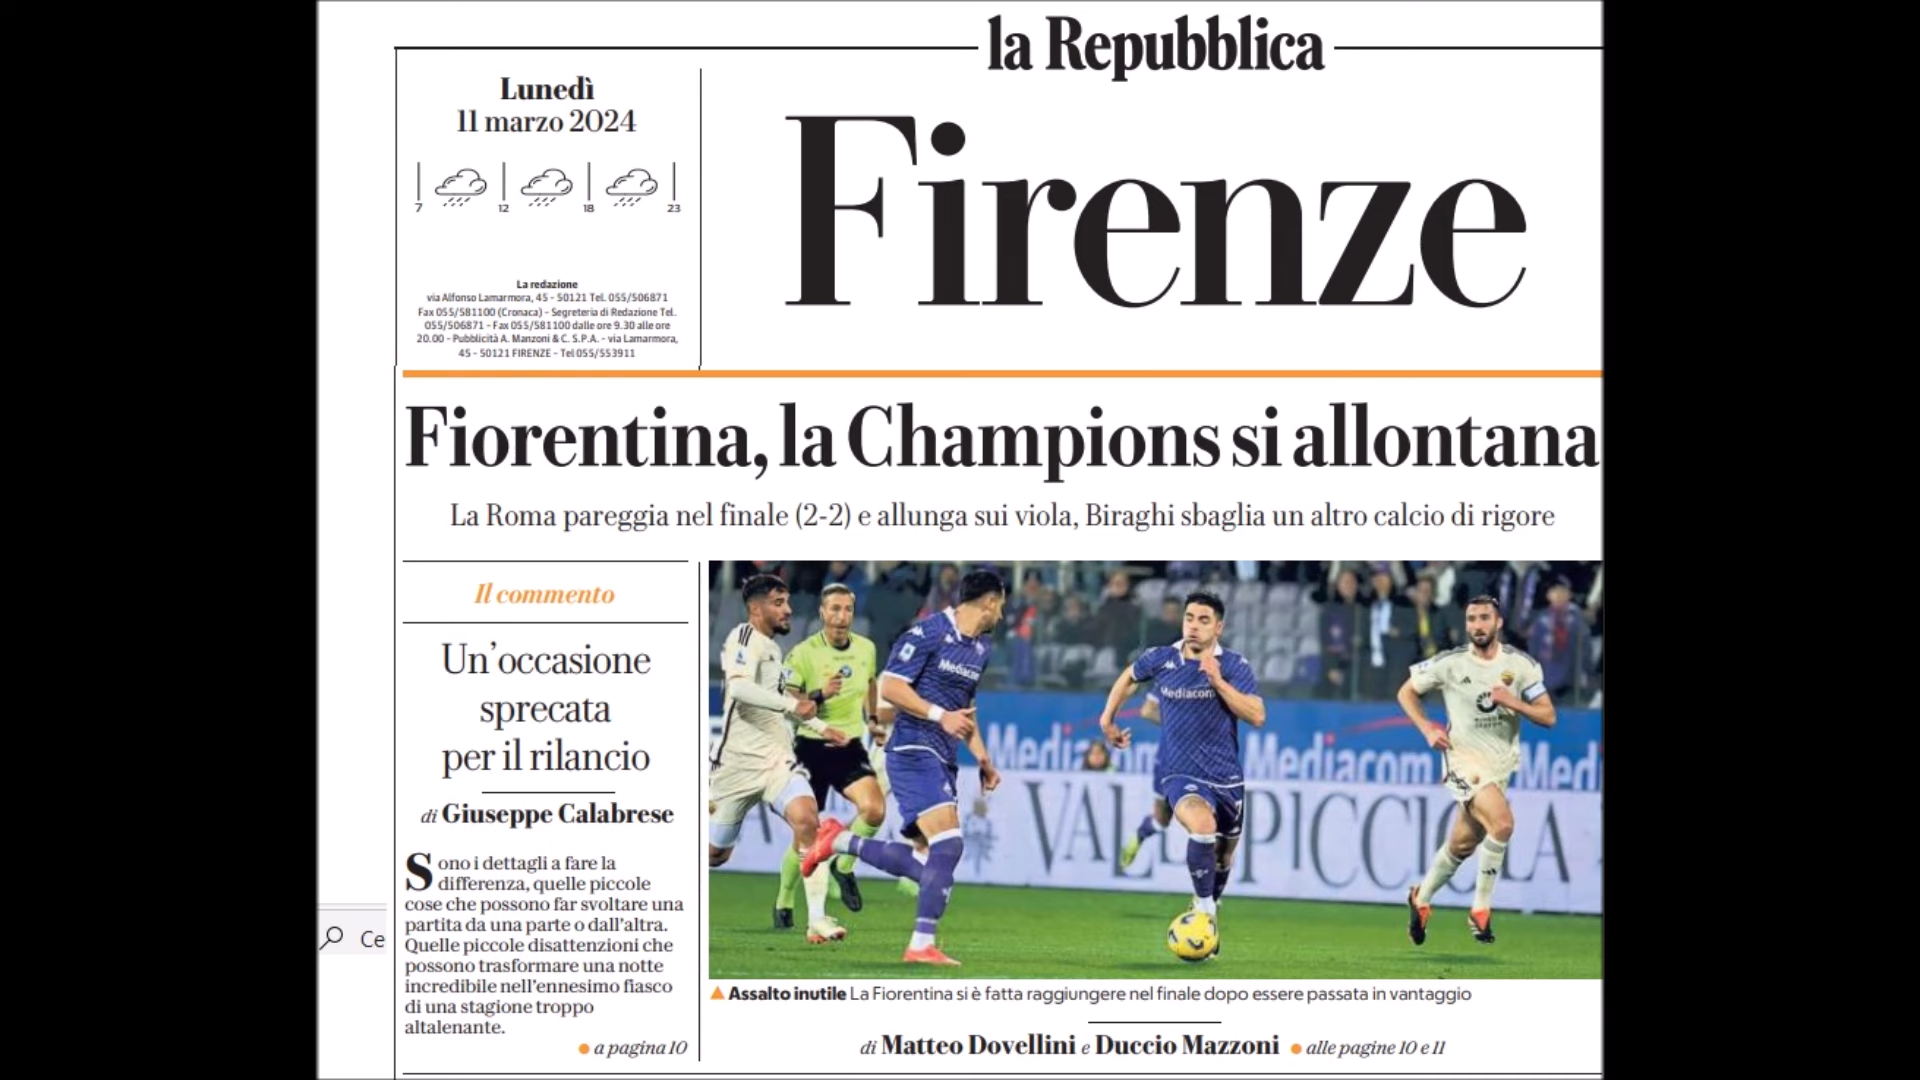 la Repubblica
Lunedì
11 marzo 2024
7 12 18 23
Firenze
La redazione
via Alfonso Lamarmora, 45 - 50121 Tel. 055/506871
Fax 055/581100 (Cronaca) - Segreteria di Redazione Tel.
055/506871 - Fax 055/581100 dalle ore 9.30 alle ore
20.00 - Pubblicità A. Manzoni & C. S.P.A. - via Lamarmora,
45 - 50121 FIRENZE - Tel 055/553911
Fiorentina, la Champions si allontana
La Roma pareggia nel finale (2-2) e allunga sui viola, Biraghi sbaglia un altro calcio di rigore
Il commento
Un'occasione
sprecata
per il rilancio
di Giuseppe Calabrese
Sono i dettagli a fare la
differenza, quelle piccole
cose che possono far svoltare una
partita da una parte o dall'altra.
Quelle piccole disattenzioni che
possono trasformare una notte
incredibile nell'ennesimo fiasco
di una stagione troppo
altalenante.
a pagina 10
Mediacom
Mediacom
Mediacom Mediacom Med
VAL PICCIOLA
Assalto inutile La Fiorentina si è fatta raggiungere nel finale dopo essere passata in vantaggio
di Matteo Dovellini e Duccio Mazzoni alle pagine 10 e 11
Ce